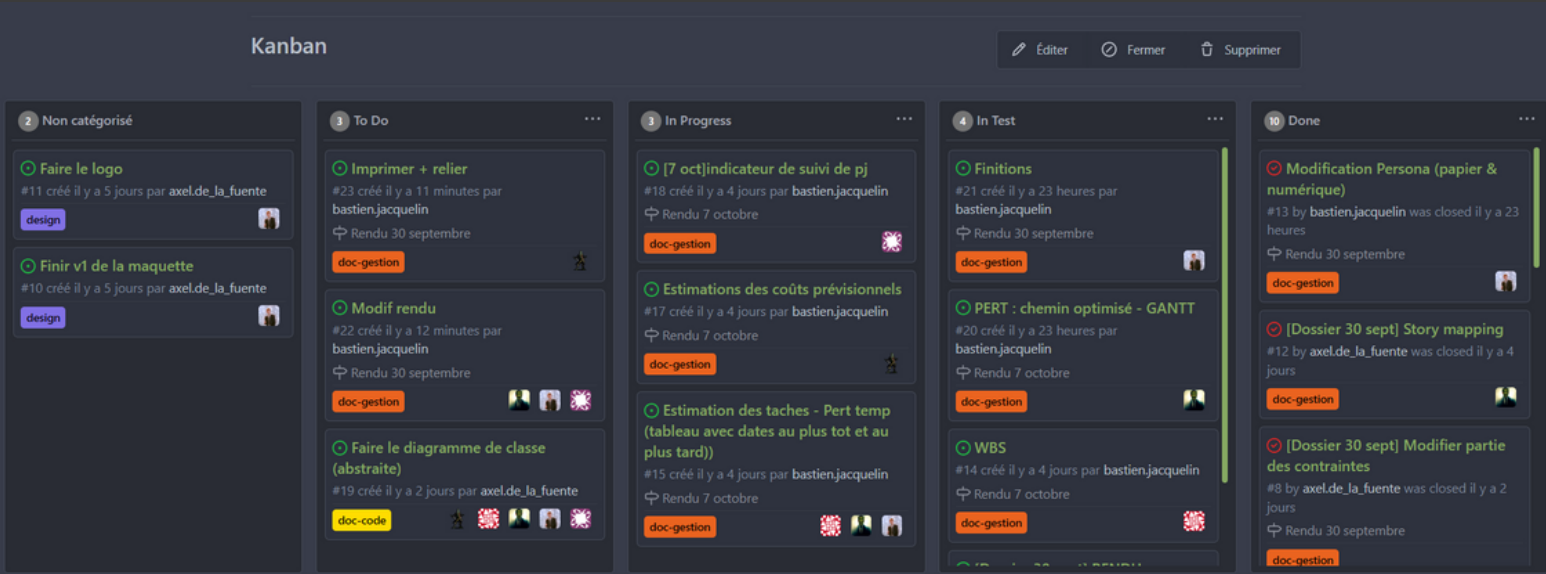 Kanban
Éditer
Fermer
Supprimer
2 Non catégorisé
Faire le logo
#11 créé il y a 5 jours par axel.de_la_fuente
design
Finir v1 de la maquette
#10 créé il y a 5 jours par axel.de_la_fuente
design
3 To Do
Imprimer + relier
#23 créé il y a 11 minutes par
bastien.jacquelin
Rendu 30 septembre
doc-gestion
Modif rendu
#22 créé il y a 12 minutes par
bastien.jacquelin
Rendu 30 septembre
doc-gestion
Faire le diagramme de classe
(abstraite)
#19 créé il y a 2 jours par axel.de_la_fuente
doc-code
3 In Progress
[7 oct]indicateur de suivi de pj
#18 créé il y a 4 jours par bastien.jacquelin
Rendu 7 octobre
doc-gestion
Estimations des coûts prévisionnels
#17 créé il y a 4 jours par bastien.jacquelin
Rendu 7 octobre
doc-gestion
Estimation des taches - Pert temp
(tableau avec dates au plus tot et au
plus tard))
#15 créé il y a 4 jours par bastien.jacquelin
Rendu 7 octobre
doc-gestion
4 In Test
Finitions
#21 créé il y a 23 heures par
bastien.jacquelin
Rendu 30 septembre
doc-gestion
PERT : chemin optimisé - GANTT
#20 créé il y a 23 heures par
bastien.jacquelin
Rendu 7 octobre
doc-gestion
WBS
#14 créé il y a 4 jours par bastien.jacquelin
Rendu 7 octobre
doc-gestion
10 Done
Modification Persona (papier &
numérique)
#13 by bastien.jacquelin was closed il y a 23
heures
Rendu 30 septembre
doc-gestion
[Dossier 30 sept] Story mapping
#12 by axel.de_la_fuente was closed il y a 4
jours
doc-gestion
[Dossier 30 sept] Modifier partie
des contraintes
#8 by axel.de_la_fuente was closed il y a 2
jours
Rendu 30 septembre
doc-gestion